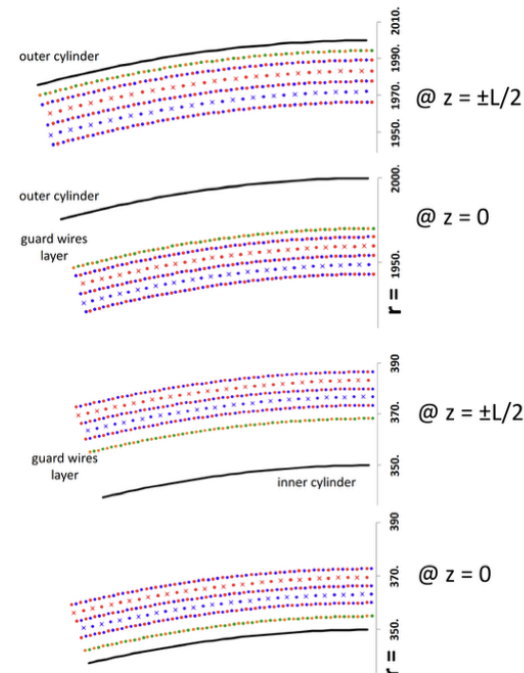 outer cylinder
2010.
1990.
1970.
1950.
@ z = ±L/2
outer cylinder
guard wires
layer
2000.
1950.
r =
@ z = 0
guard wires
layer
inner cylinder
390
370.
350.
@ z = ±L/2
390
370.
350.
r =
@ z = 0